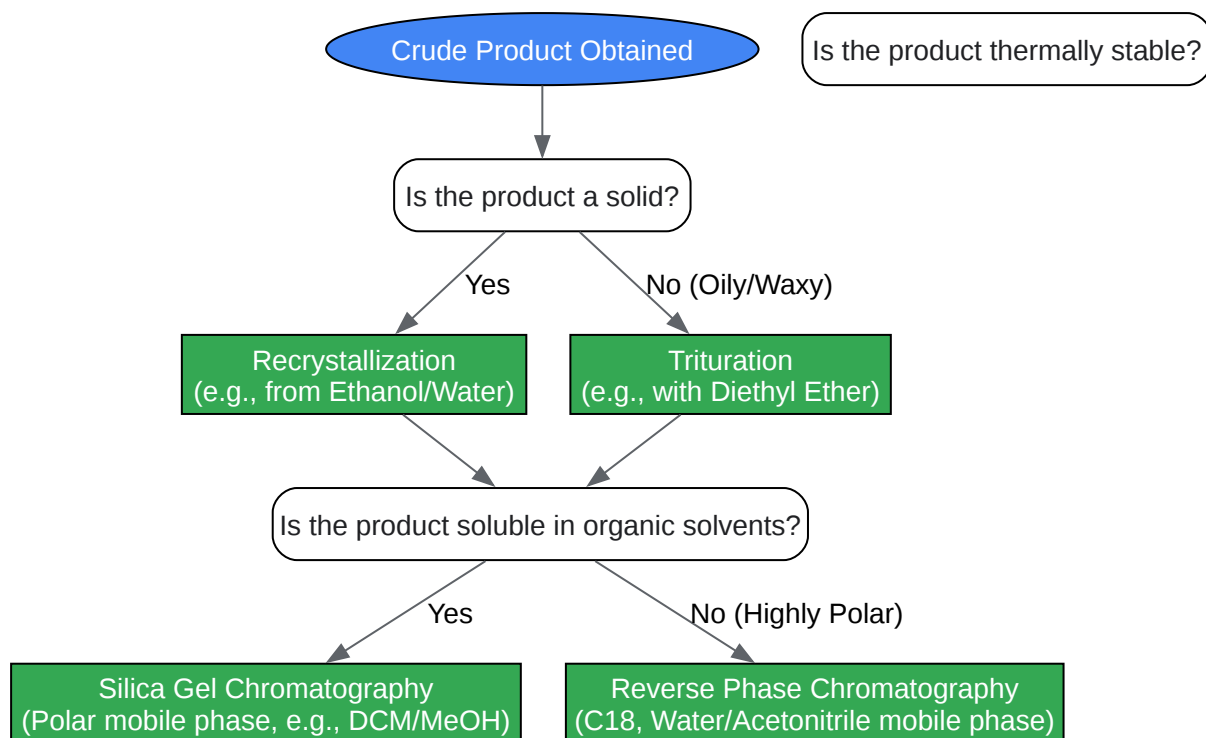 Crude Product Obtained
Is the product thermally stable?
Is the product a solid?
Yes
No (Oily/Waxy)
Recrystallization
(e.g., from Ethanol/Water)
Trituration
(e.g., with Diethyl Ether)
Is the product soluble in organic solvents?
Yes
No (Highly Polar)
Silica Gel Chromatography
(Polar mobile phase, e.g., DCM/MeOH)
Reverse Phase Chromatography
(C18, Water/Acetonitrile mobile phase)